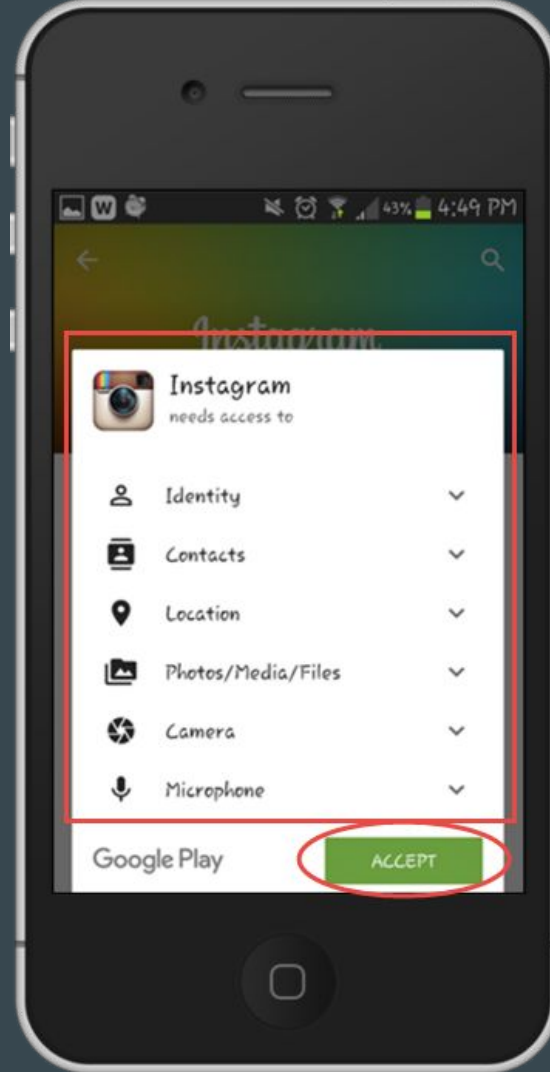 W 43% 4:49 PM
Instagram
Instagram
needs access to
Identity
Contacts
Location
Photos/Media/Files
Camera
Microphone
Google Play ACCEPT